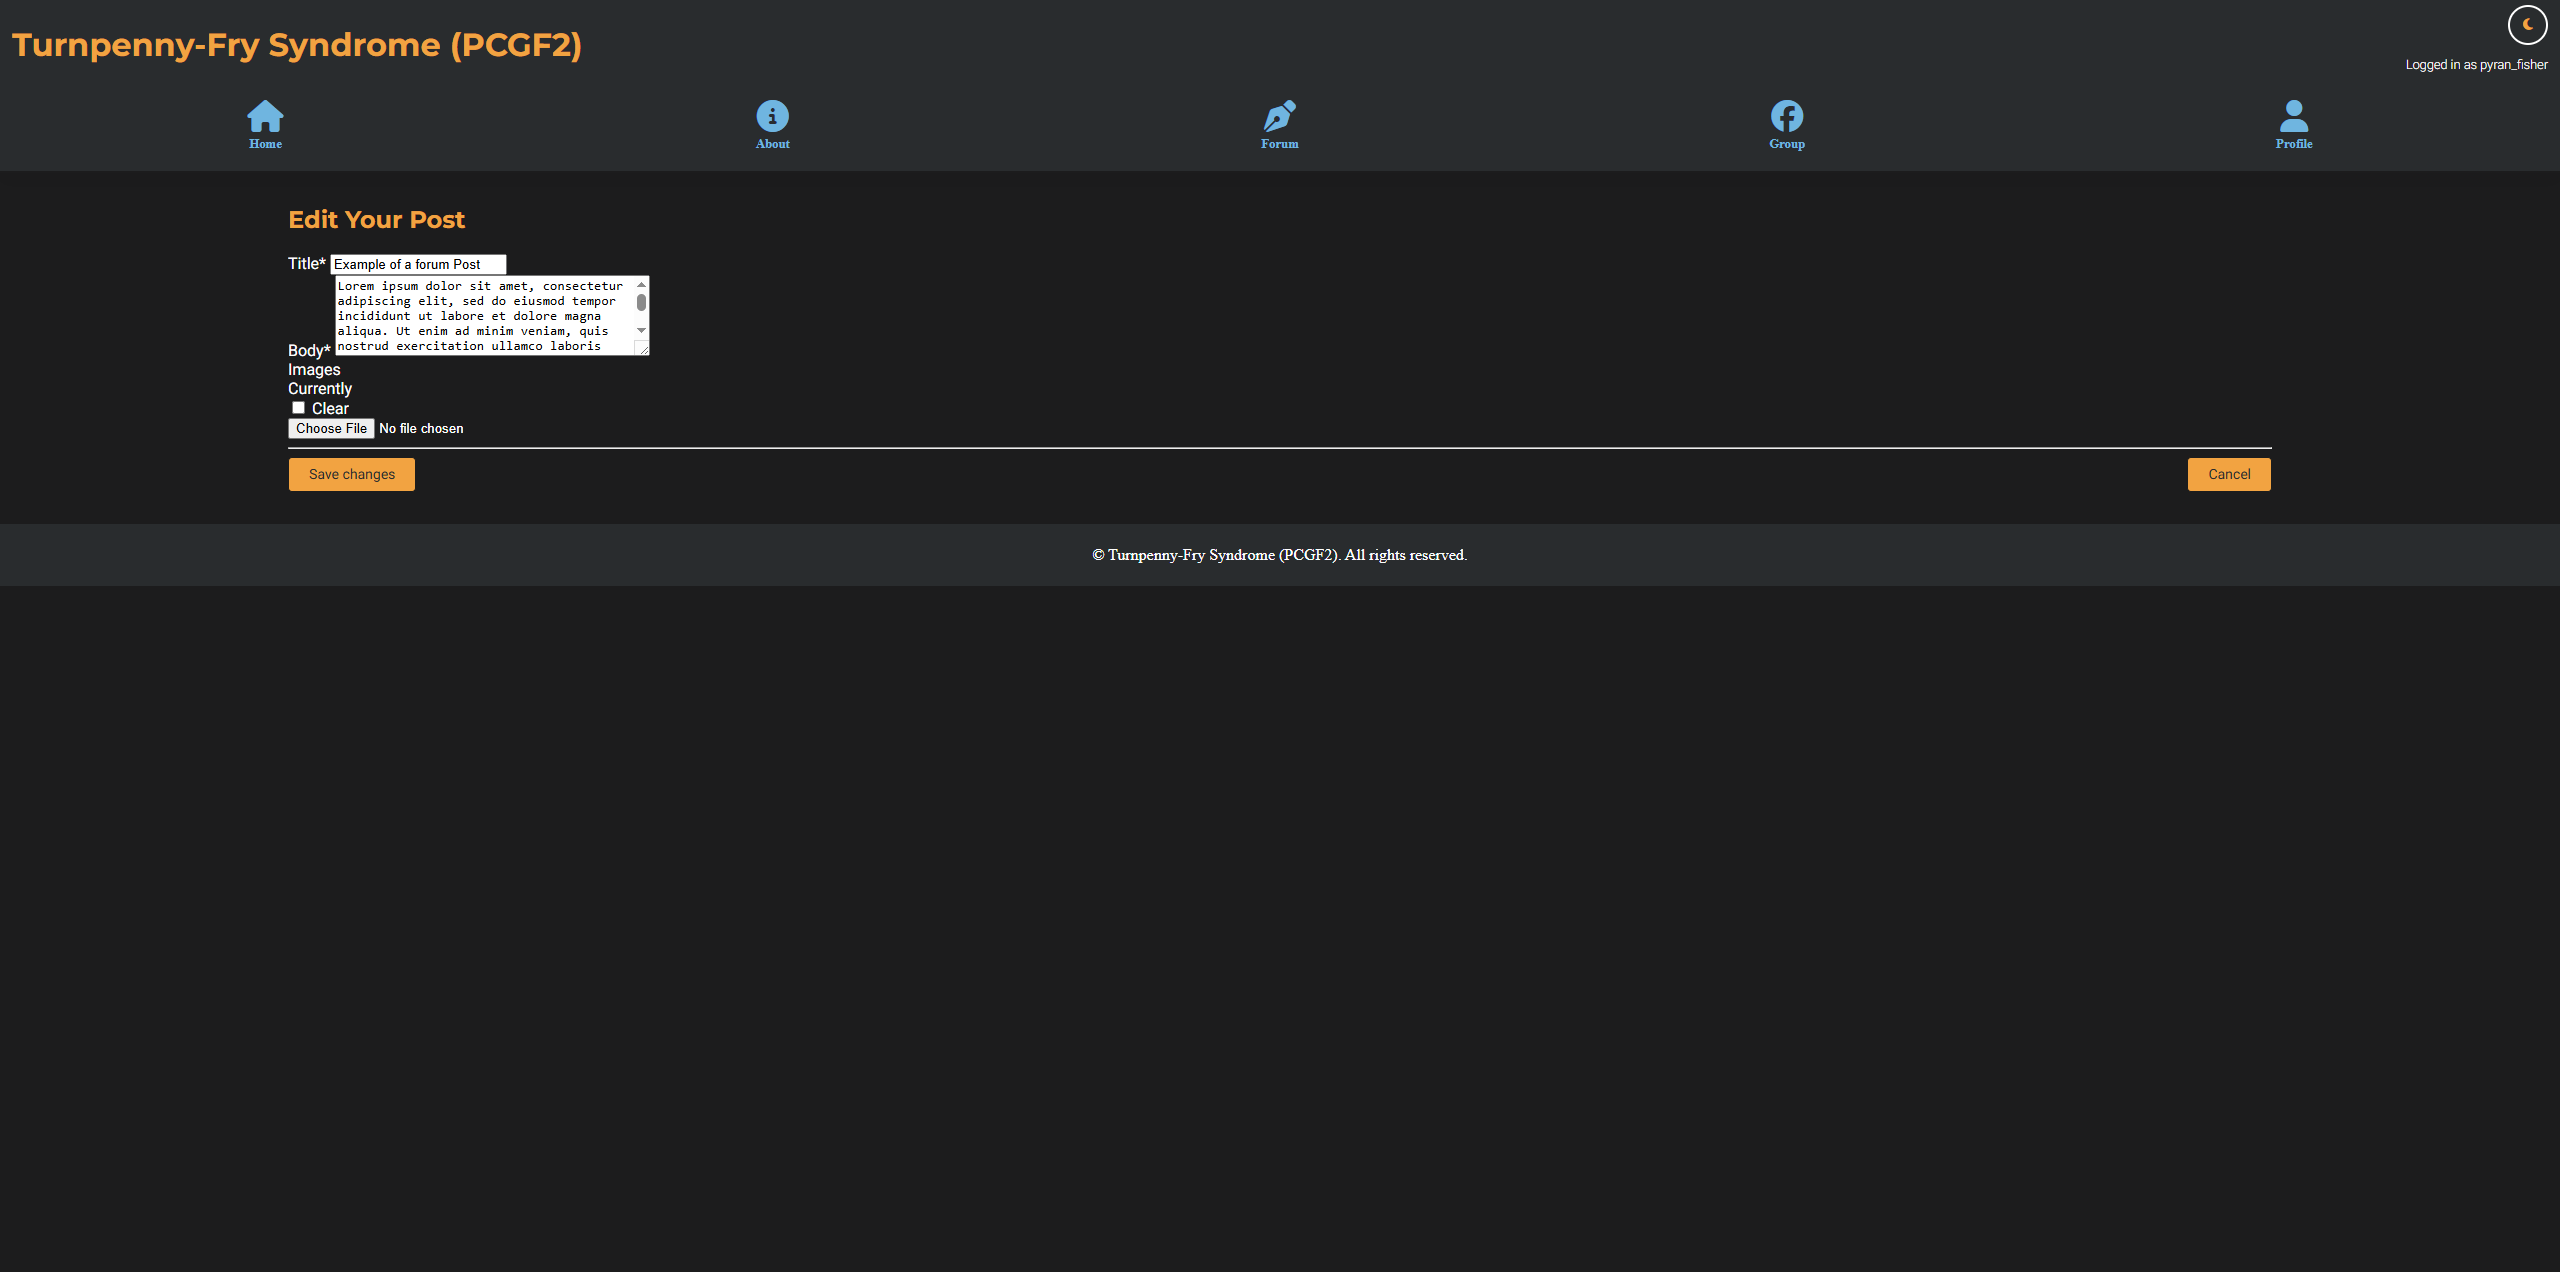 Turnpenny-Fry Syndrome (PCGF2)
Logged in as pyran_fisher
Home
About
Forum
Group
Profile
Edit Your Post
Title* Example of a forum Post
Lorem ipsum dolor sit amet, consectetur
adipiscing elit, sed do eiusmod tempor
incididunt ut labore et dolore magna
aliqua. Ut enim ad minim veniam, quis
nostrud exercitation ullamco laboris
Body*
Images
Currently
Clear
Choose File No file chosen
Save changes
Cancel
© Turnpenny-Fry Syndrome (PCGF2). All rights reserved.